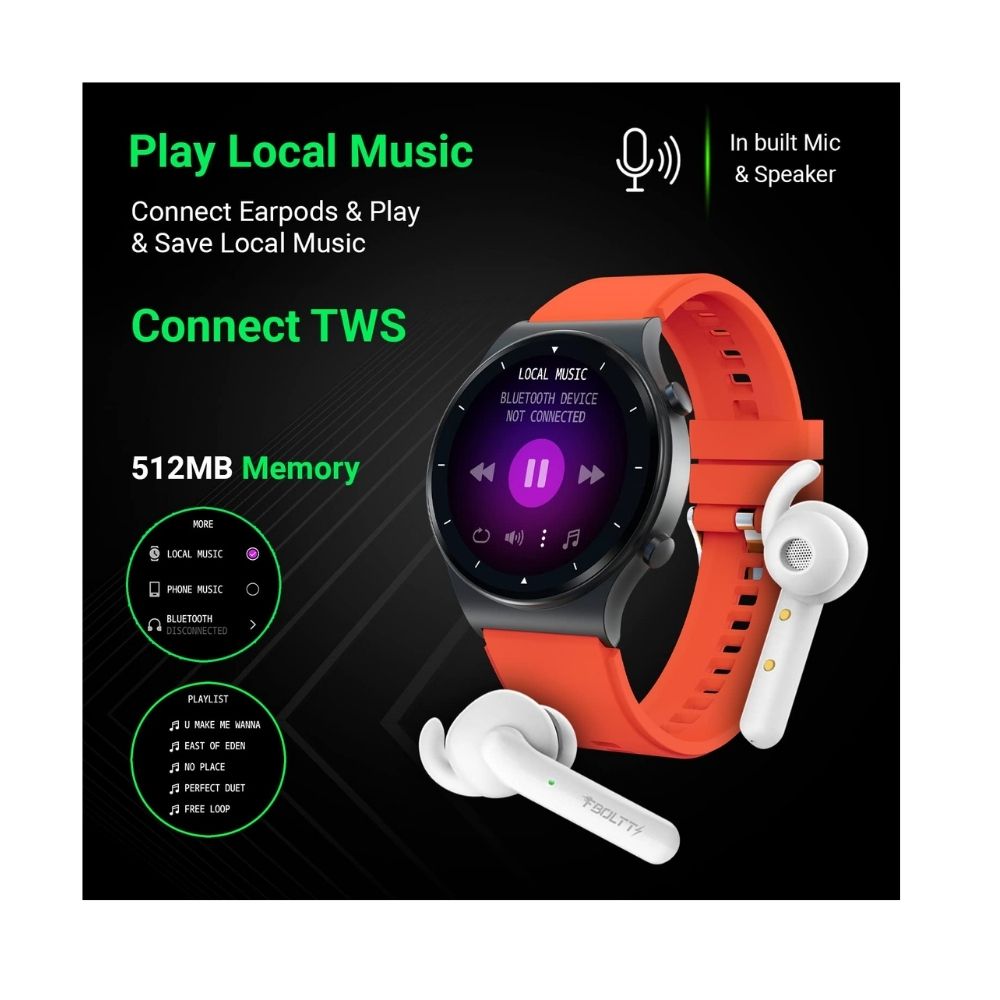 Play Local Music
Connect Earpods & Play
& Save Local Music
In built Mic
& Speaker
Connect TWS
LOCAL MUSIC
BLUETOOTH DEVICE
NOT CONNECTED
512MB Memory
MORE
LOCAL MUSIC
PHONE MUSIC
BLUETOOTH
DISCONNECTED
PLAYLIST
U MAKE ME WANNA
EAST OF EDEN
NO PLACE
PERFECT DUET
FREE LOOP
BOLTT